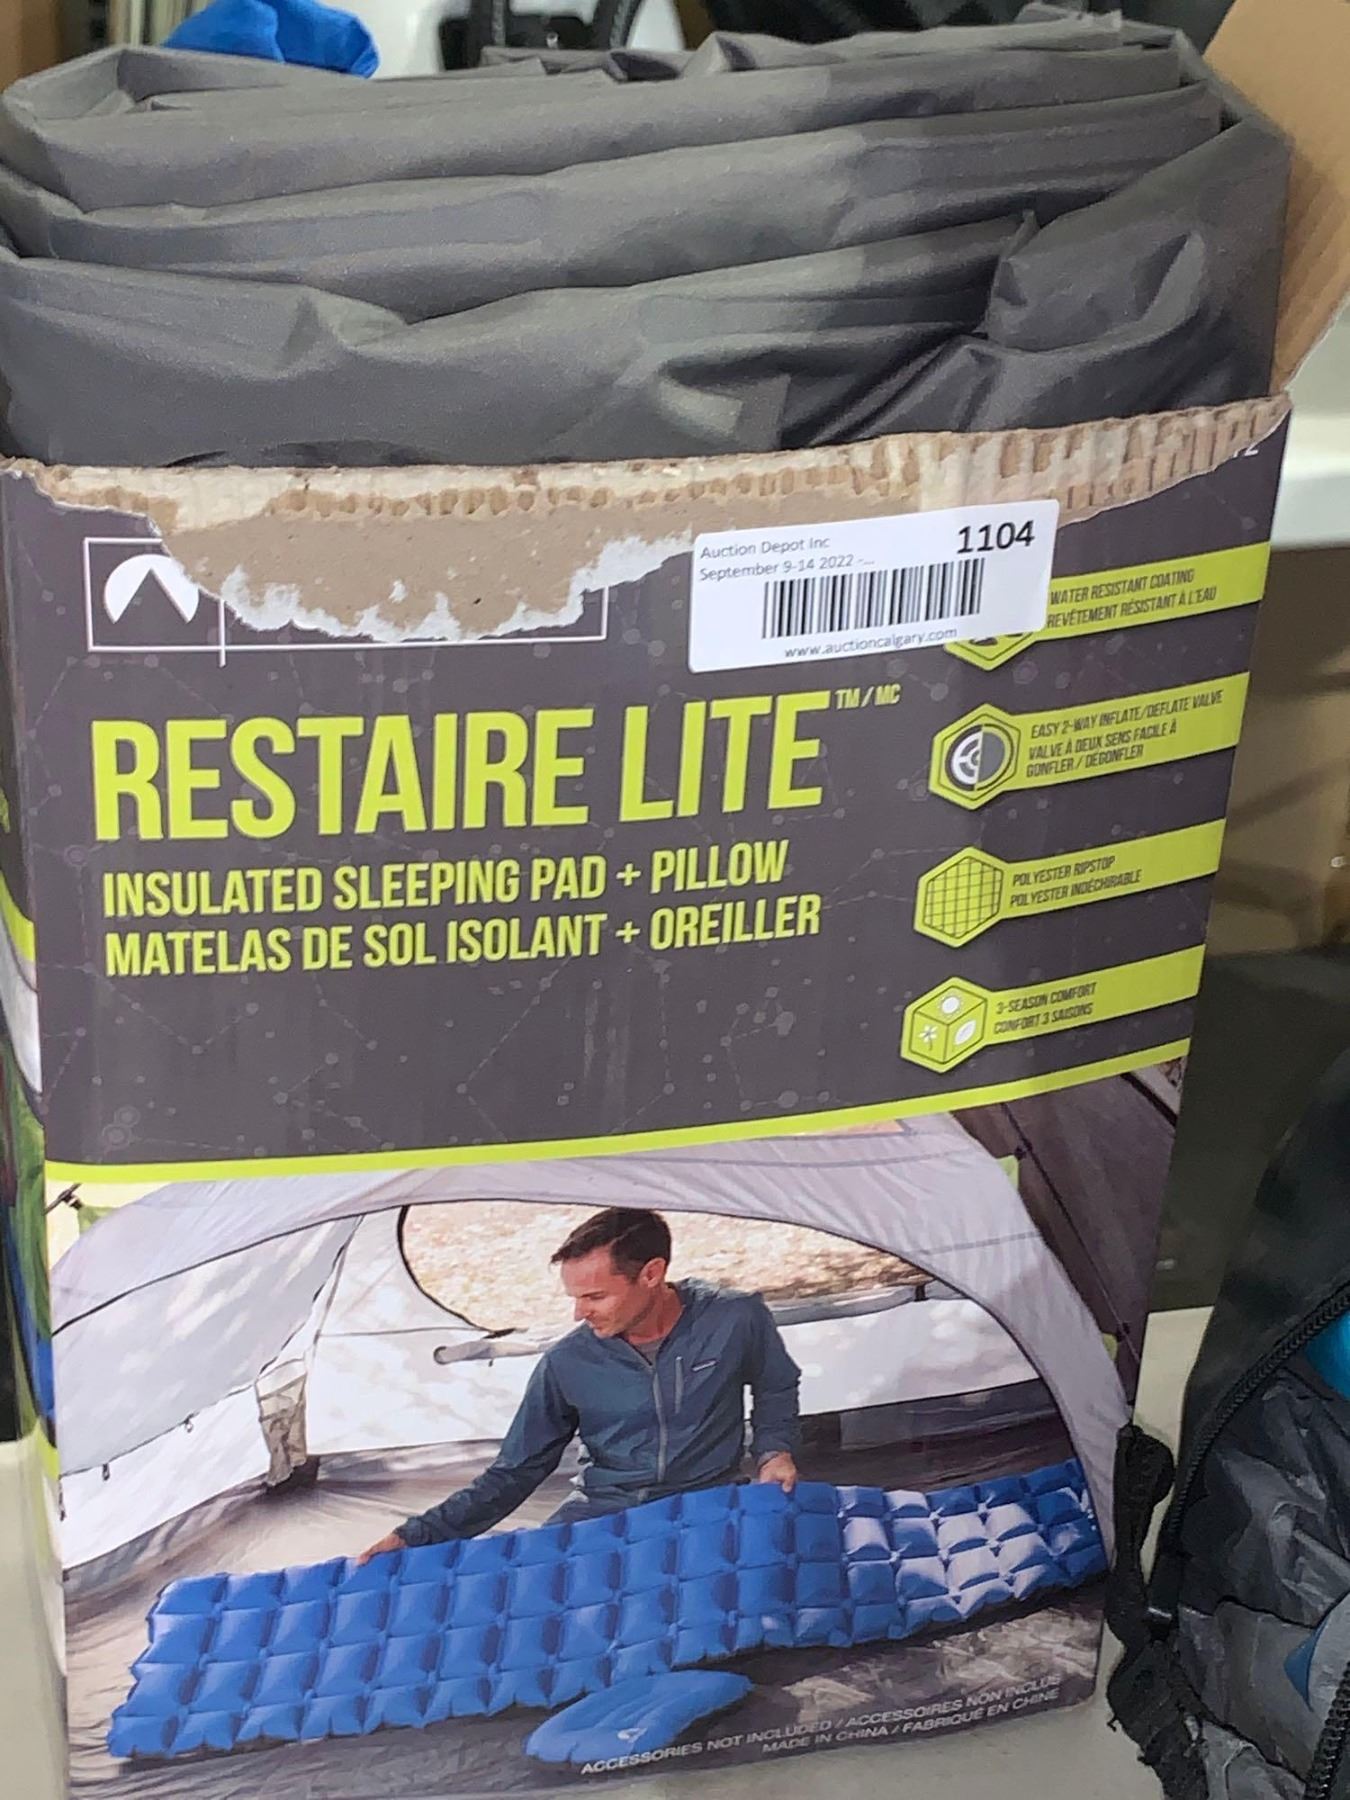 Auction Depot Inc
1104
September 9-14 2022 -...
www.auctioncalgary.com
WATER RESISTANT COATING
REVÊTEMENT RÉSISTANT À L'EAU
RESTAIRE LITE TM/MC
EASY 2-WAY INFLATE/DEFLATE VALVE
VALVE À DEUX SENS FACILE À
GONFLER / DÉGONFLER
INSULATED SLEEPING PAD + PILLOW
MATELAS DE SOL ISOLANT + OREILLER
POLYESTER RIPSTOP
POLYESTER INDÉCHIRABLE
3-SEASON COMFORT
CONFORT 3 SAISONS
ACCESSORIES NOT INCLUDED / ACCESSOIRES NON INCLUS
MADE IN CHINA / FABRIQUÉ EN CHINE